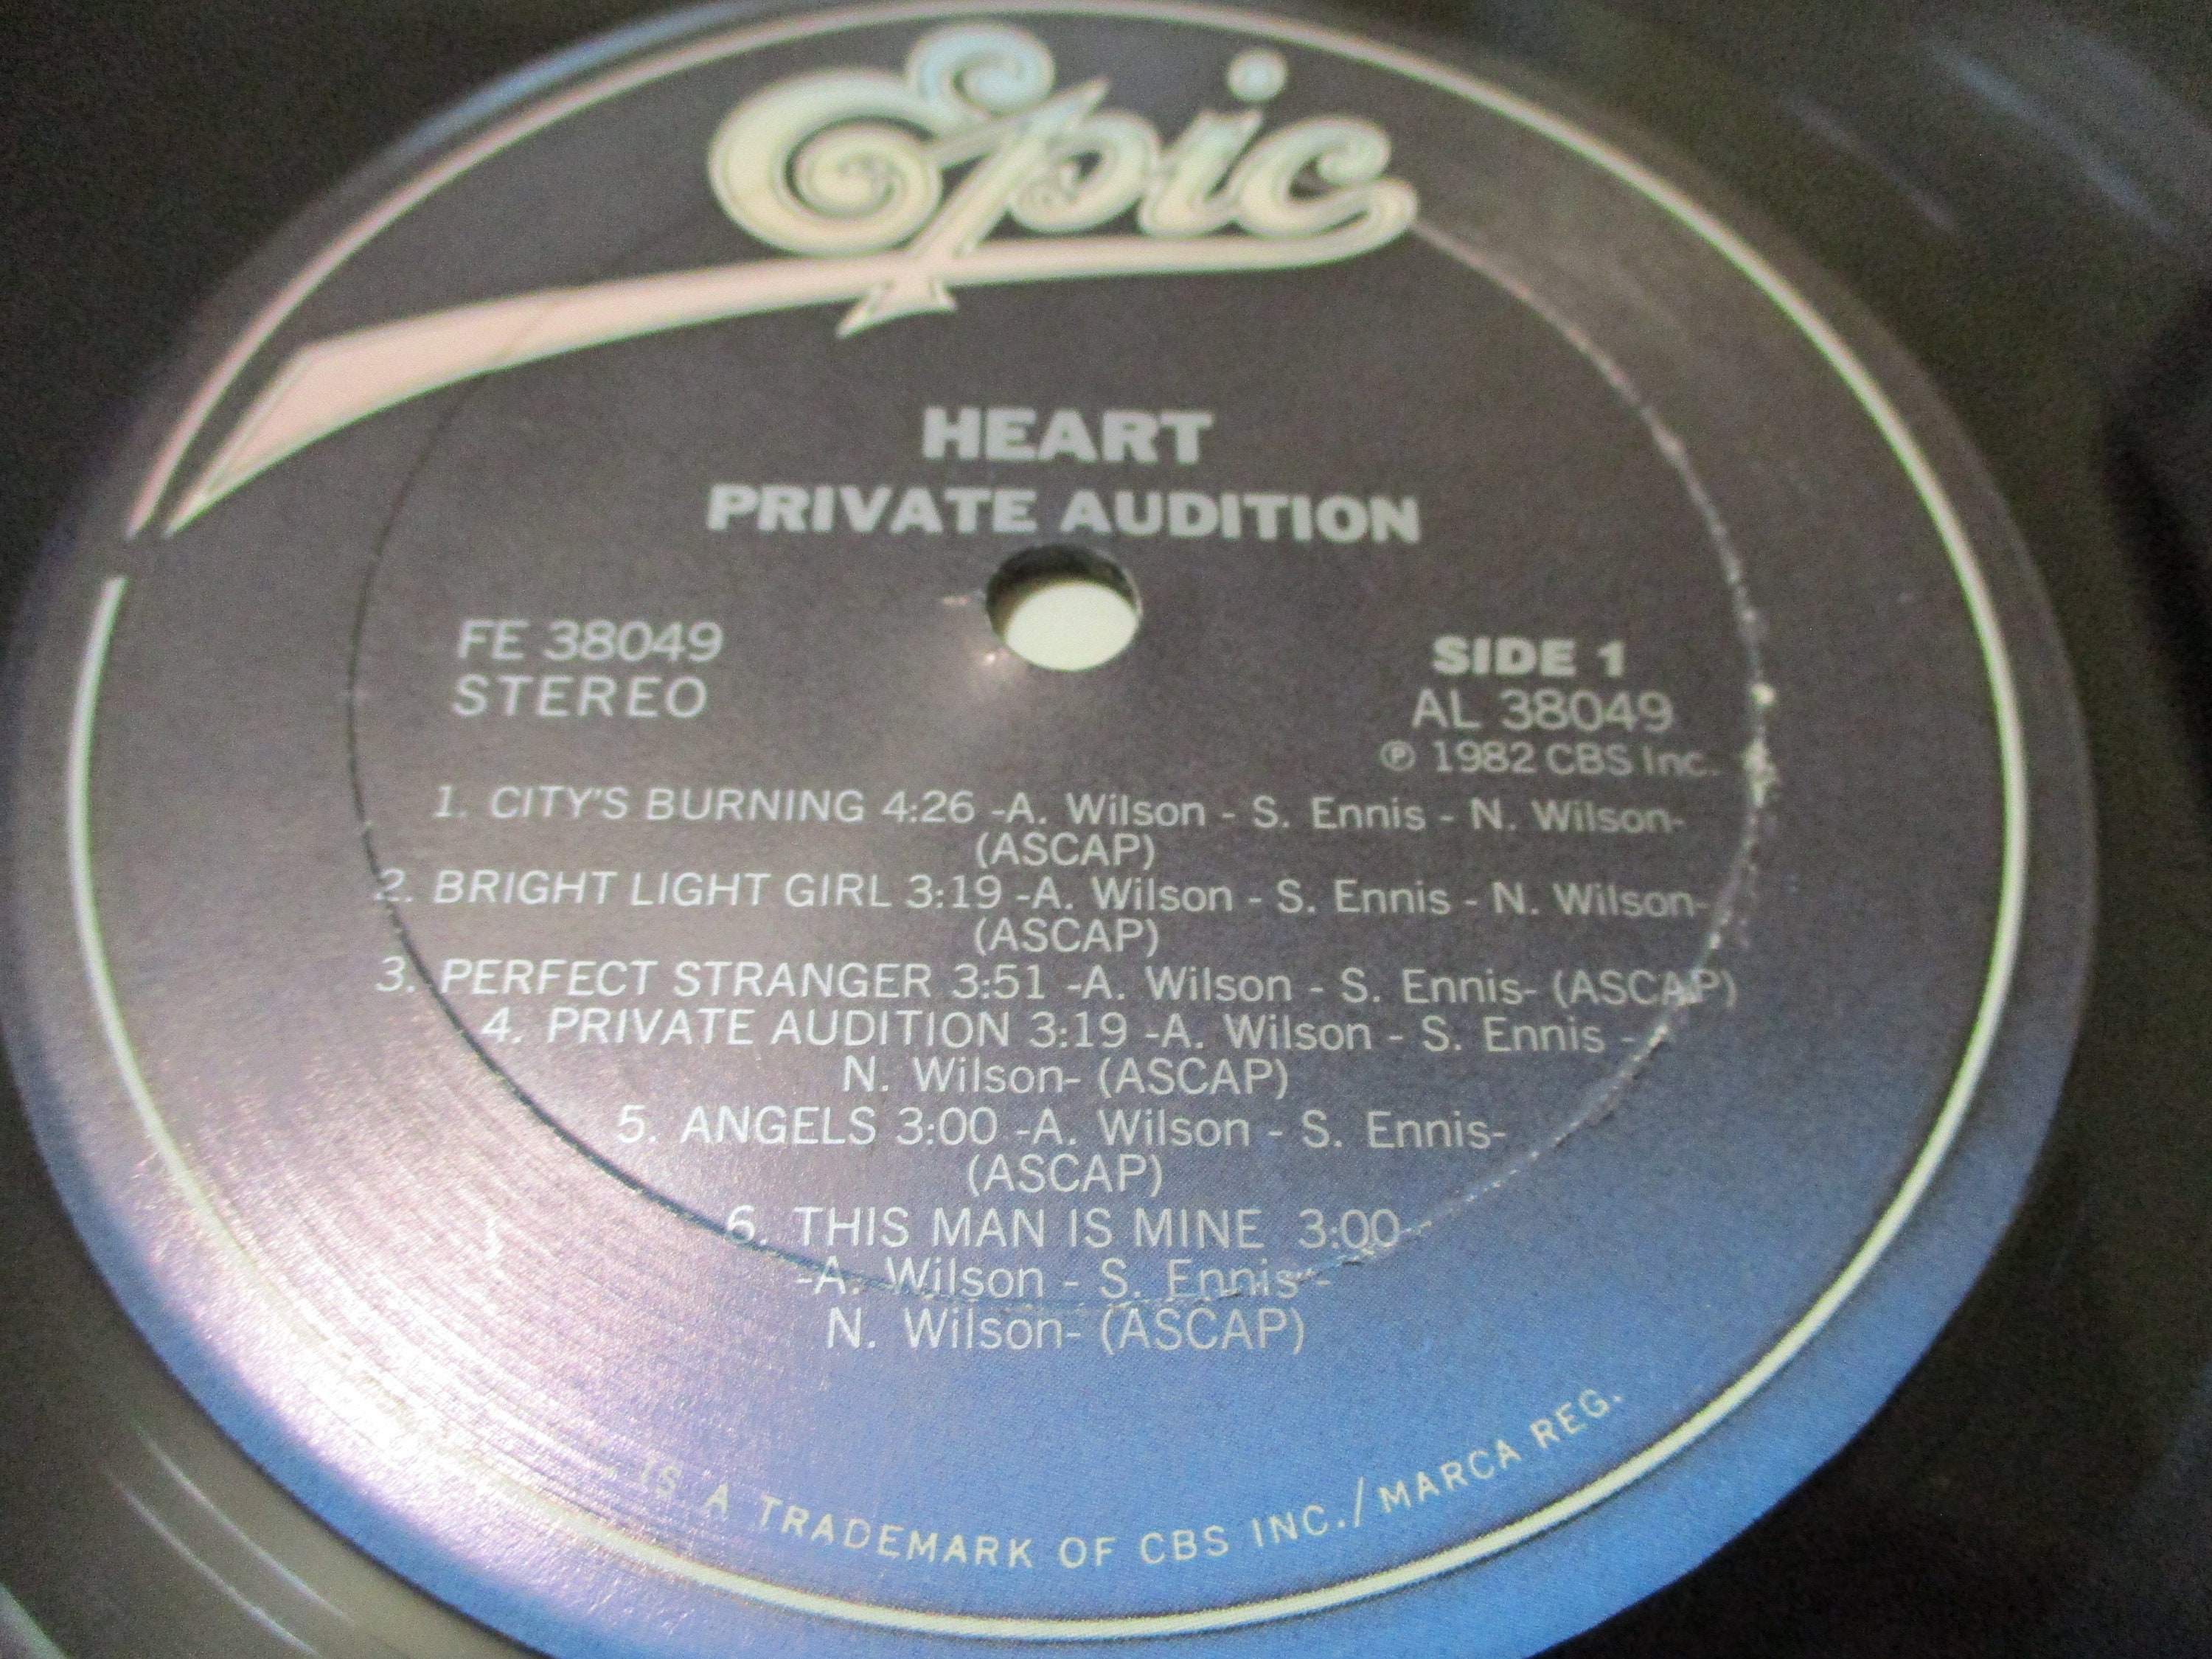 Epic
HEART
PRIVATE AUDITION
FE 38049
STEREO
SIDE 1
AL 38049
℗ 1982 CBS Inc.
1. CITY'S BURNING 4:26 -A. Wilson - S. Ennis - N. Wilson-
(ASCAP)
2. BRIGHT LIGHT GIRL 3:19 -A. Wilson - S. Ennis - N. Wilson-
(ASCAP)
3. PERFECT STRANGER 3:51 -A. Wilson - S. Ennis- (ASCAP)
4. PRIVATE AUDITION 3:19 -A. Wilson - S. Ennis -
N. Wilson- (ASCAP)
5. ANGELS 3:00 -A. Wilson - S. Ennis-
(ASCAP)
6. THIS MAN IS MINE 3:00
-A. Wilson - S. Ennis -
N. Wilson- (ASCAP)
IS A TRADEMARK OF CBS INC./MARCA REG.